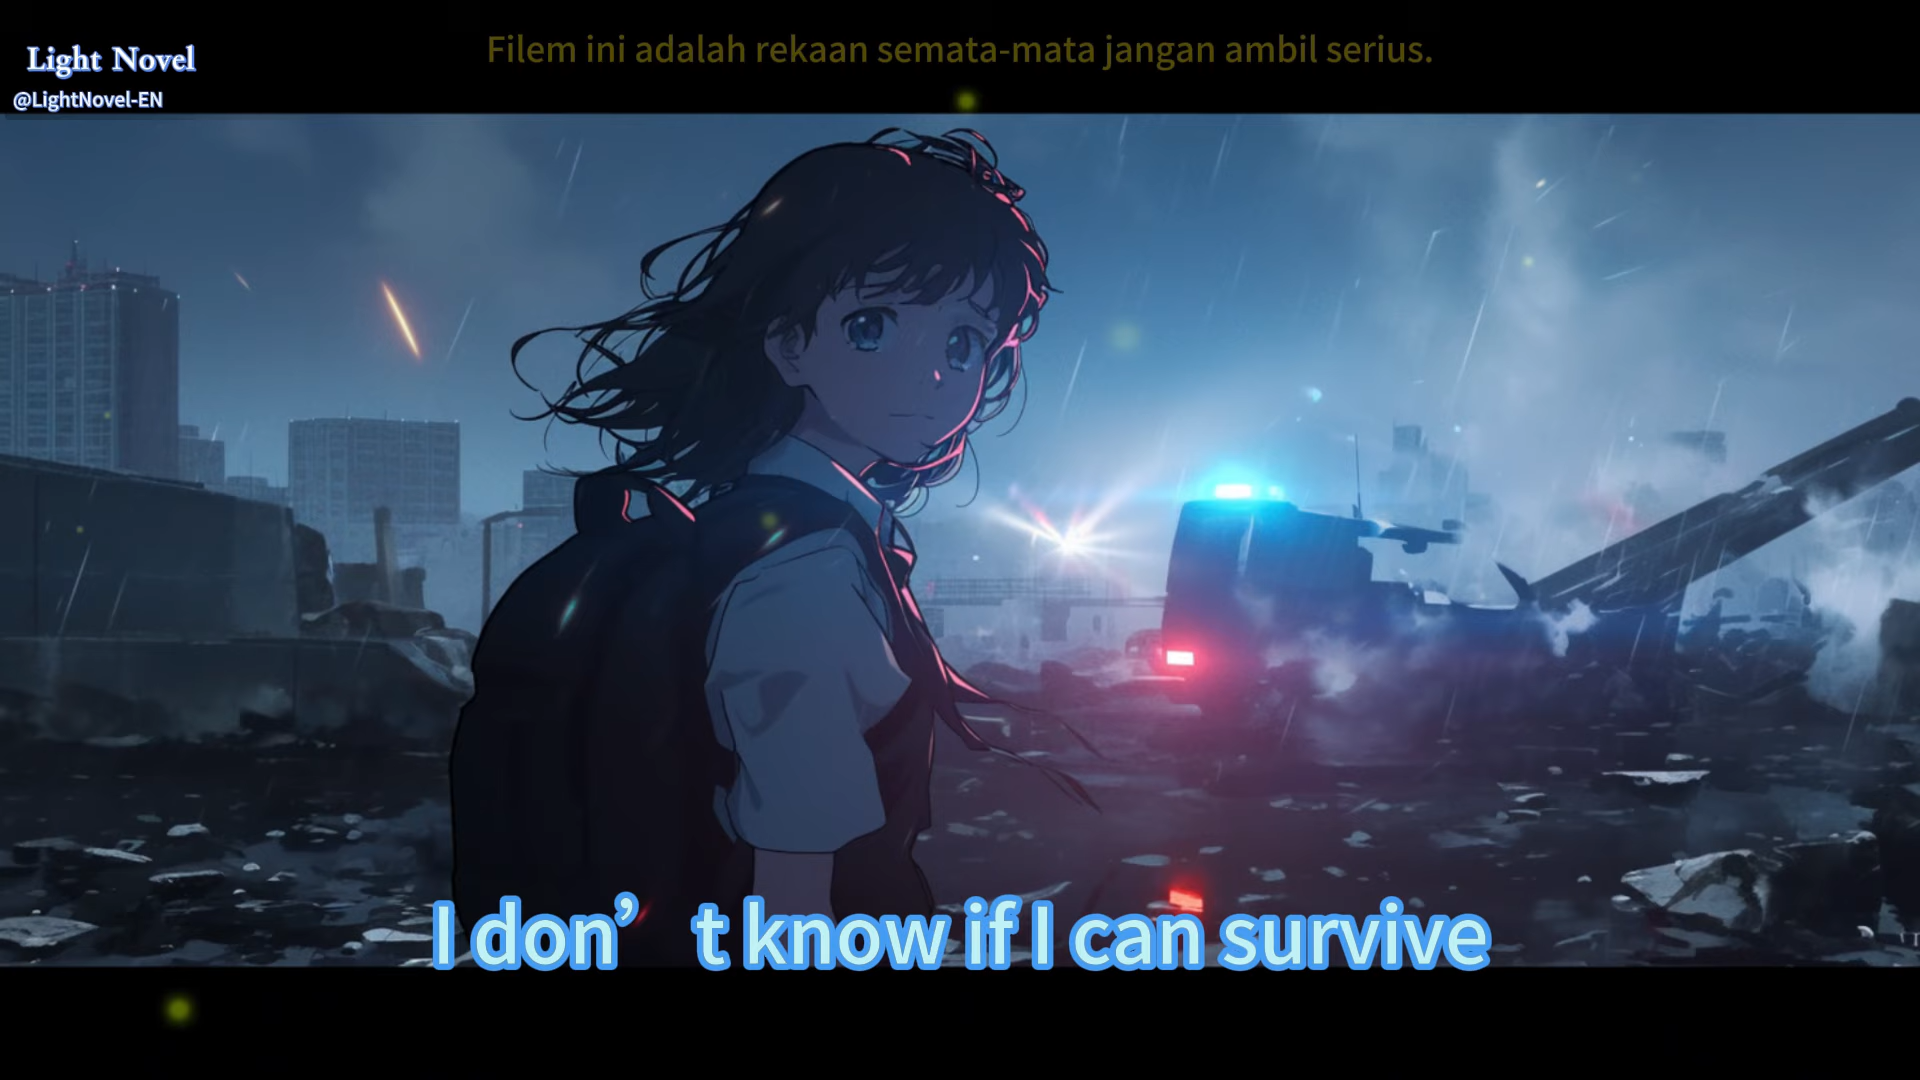 Filem ini adalah rekaan semata-mata jangan ambil serius.
Light Novel
@LightNovel-EN
I don’t know if I can survive